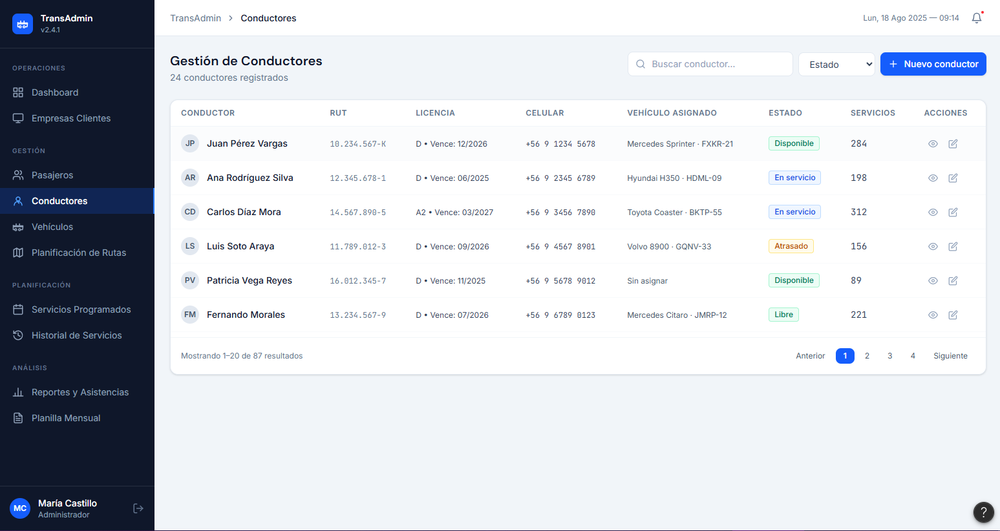 TransAdmin
v2.4.1
OPERACIONES
Dashboard
Empresas Clientes
GESTIÓN
Pasajeros
Conductores
Vehículos
Planificación de Rutas
PLANIFICACIÓN
Servicios Programados
Historial de Servicios
ANÁLISIS
Reportes y Asistencias
Planilla Mensual
MC
María Castillo
Administrador
TransAdmin > Conductores
Lun, 18 Ago 2025 — 09:14
Gestión de Conductores
24 conductores registrados
Buscar conductor...
Estado
+ Nuevo conductor
CONDUCTOR RUT LICENCIA CELULAR VEHÍCULO ASIGNADO ESTADO SERVICIOS ACCIONES
JP Juan Pérez Vargas 10.234.567-K D • Vence: 12/2026 +56 9 1234 5678 Mercedes Sprinter · FXKR-21 Disponible 284
AR Ana Rodríguez Silva 12.345.678-1 D • Vence: 06/2025 +56 9 2345 6789 Hyundai H350 · HDML-09 En servicio 198
CD Carlos Díaz Mora 14.567.890-5 A2 • Vence: 03/2027 +56 9 3456 7890 Toyota Coaster · BKTP-55 En servicio 312
LS Luis Soto Araya 11.789.012-3 D • Vence: 09/2026 +56 9 4567 8901 Volvo 8900 · GQNV-33 Atrasado 156
PV Patricia Vega Reyes 16.012.345-7 D • Vence: 11/2025 +56 9 5678 9012 Sin asignar Disponible 89
FM Fernando Morales 13.234.567-9 D • Vence: 07/2026 +56 9 6789 0123 Mercedes Citaro · JMRP-12 Libre 221
Mostrando 1–20 de 87 resultados
Anterior 1 2 3 4 Siguiente
?